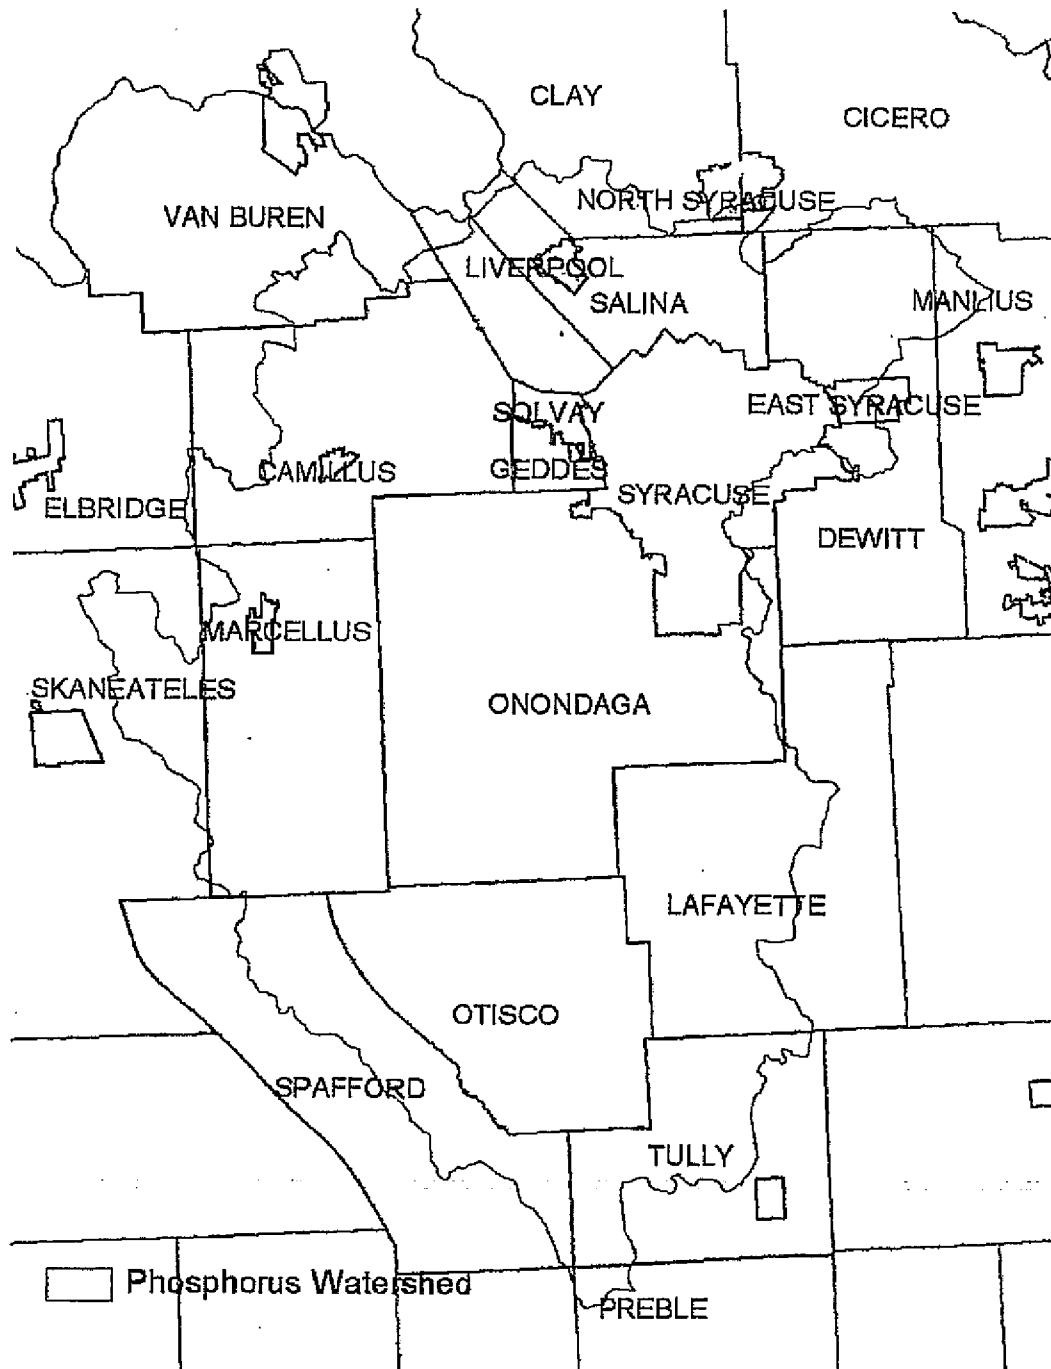 CLAY
CICERO
NORTH SYRACUSE
VAN BUREN
LIVERPOOL
SALINA
MANLIUS
SOLVAY
EAST SYRACUSE
CAMILLUS
GEDDES
SYRACUSE
ELBRIDGE
DEWITT
MARCELLUS
SKANEATELES
ONONDAGA
LAFAYETTE
OTISCO
SPAFFORD
TULLY
Phosphorus Watershed
PREBLE